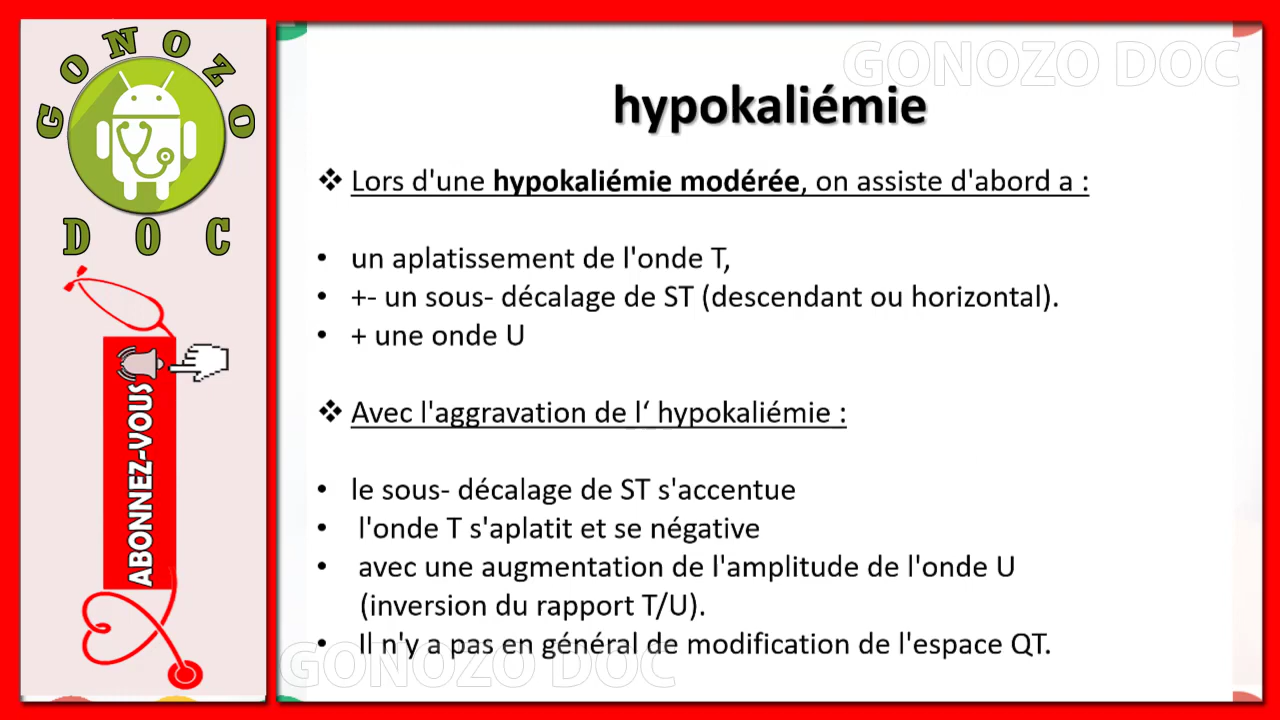 GONOZO
DOC
ABONNEZ-VOUS
GONOZO DOC
hypokaliémie
❖ Lors d'une hypokaliémie modérée, on assiste d'abord a :
• un aplatissement de l'onde T,
• +- un sous- décalage de ST (descendant ou horizontal).
• + une onde U
❖ Avec l'aggravation de l‘ hypokaliémie :
• le sous- décalage de ST s'accentue
• l'onde T s'aplatit et se négative
• avec une augmentation de l'amplitude de l'onde U
(inversion du rapport T/U).
• Il n'y a pas en général de modification de l'espace QT.
GONOZO DOC